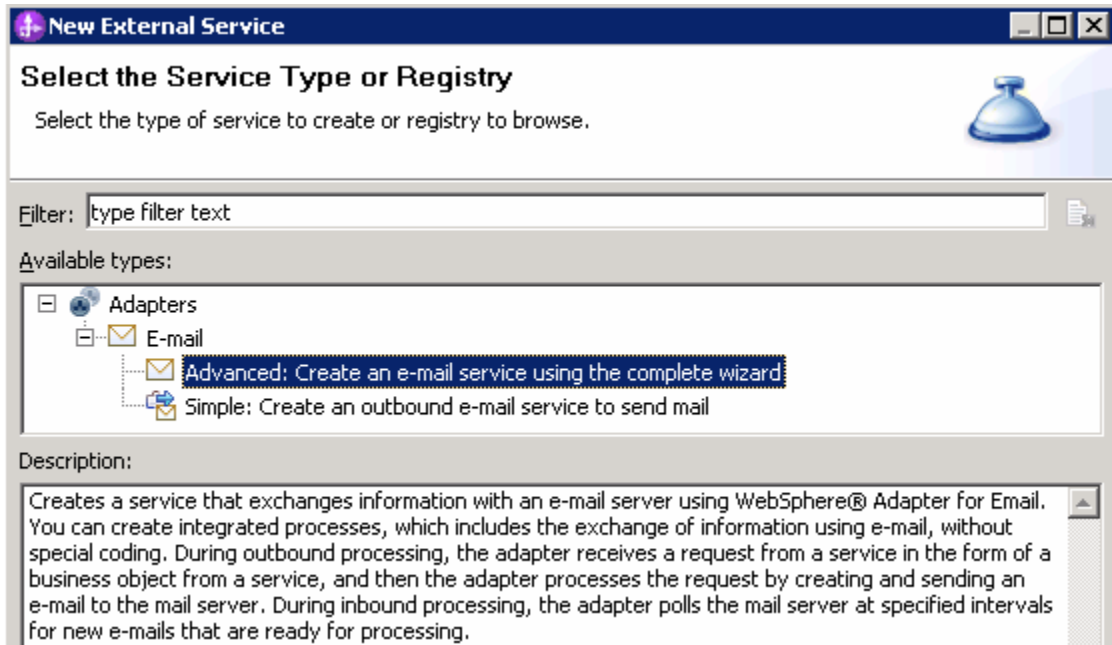 New External Service
Select the Service Type or Registry
Select the type of service to create or registry to browse.
Filter: type filter text
Available types:
Adapters
E-mail
Advanced: Create an e-mail service using the complete wizard
Simple: Create an outbound e-mail service to send mail
Description:
Creates a service that exchanges information with an e-mail server using WebSphere® Adapter for Email.
You can create integrated processes, which includes the exchange of information using e-mail, without
special coding. During outbound processing, the adapter receives a request from a service in the form of a
business object from a service, and then the adapter processes the request by creating and sending an
e-mail to the mail server. During inbound processing, the adapter polls the mail server at specified intervals
for new e-mails that are ready for processing.